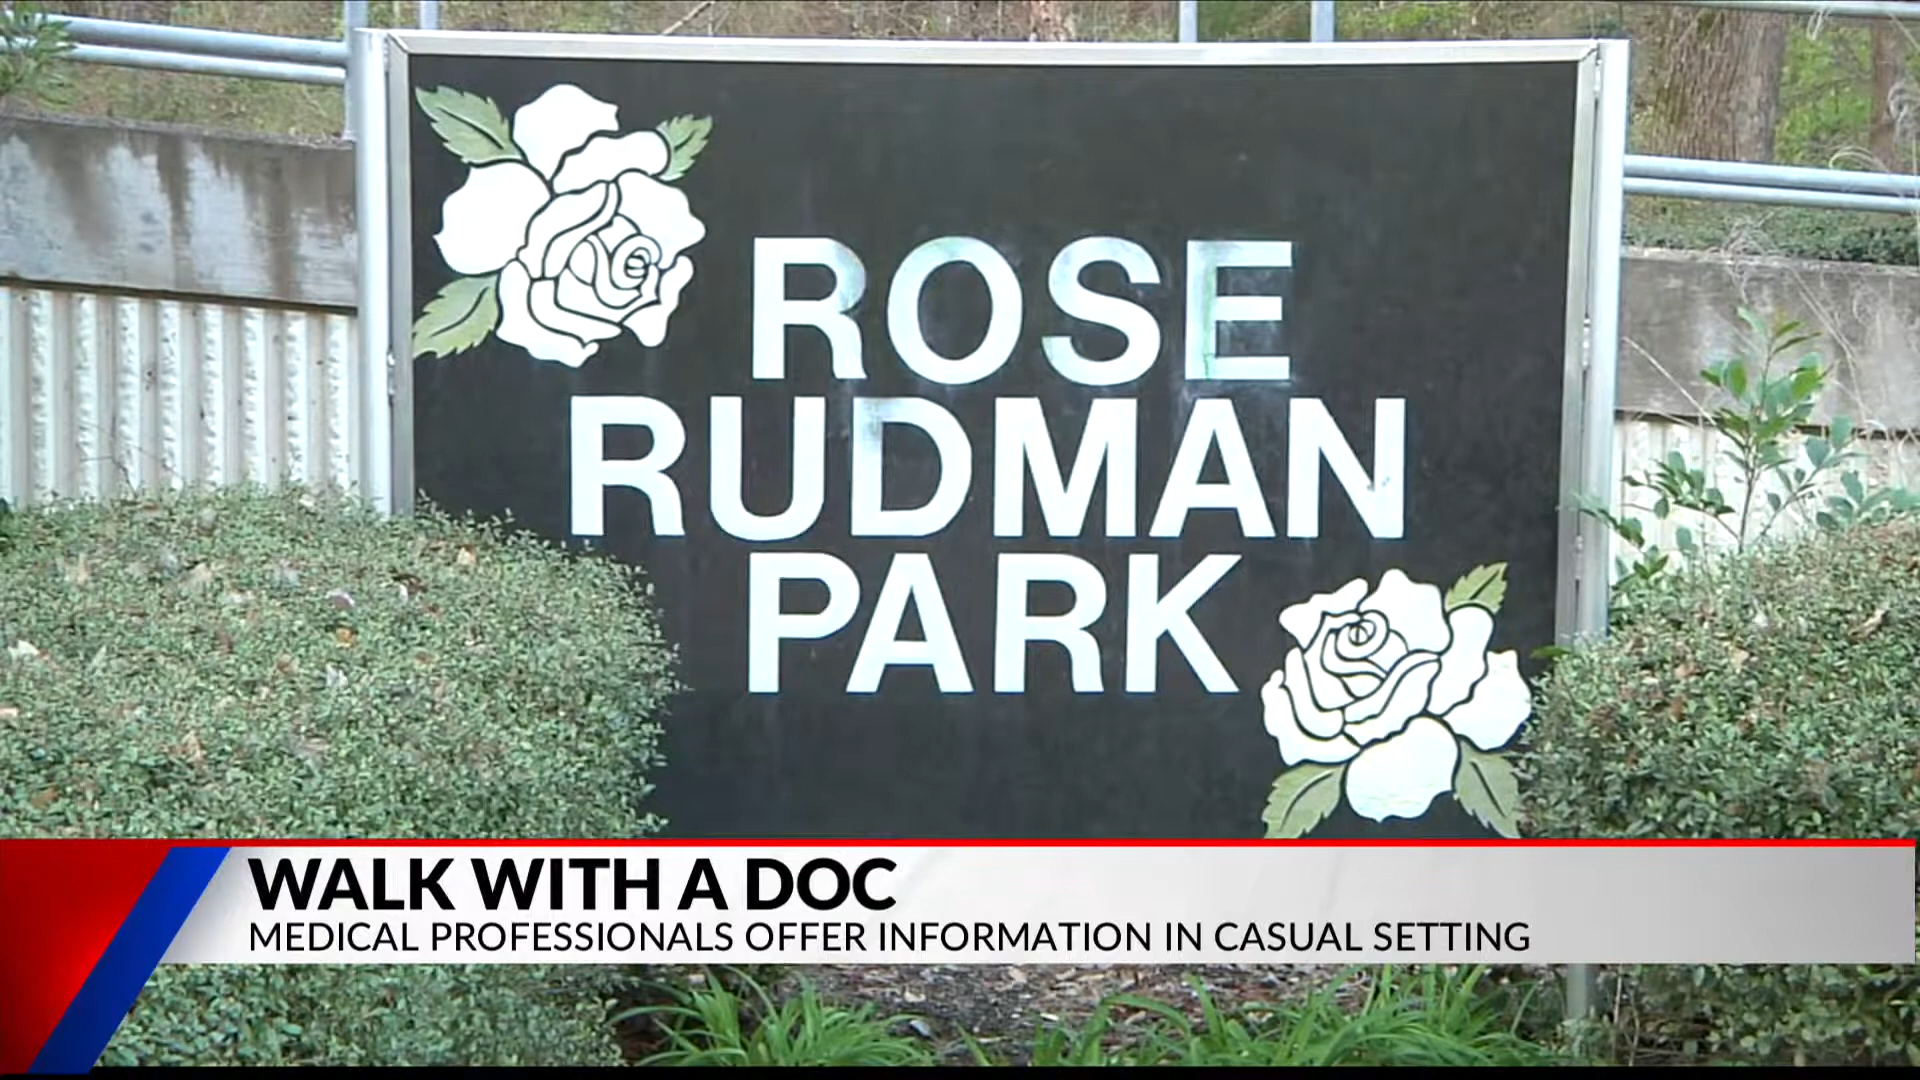 ROSE
RUDMAN
PARK
WALK WITH A DOC
MEDICAL PROFESSIONALS OFFER INFORMATION IN CASUAL SETTING